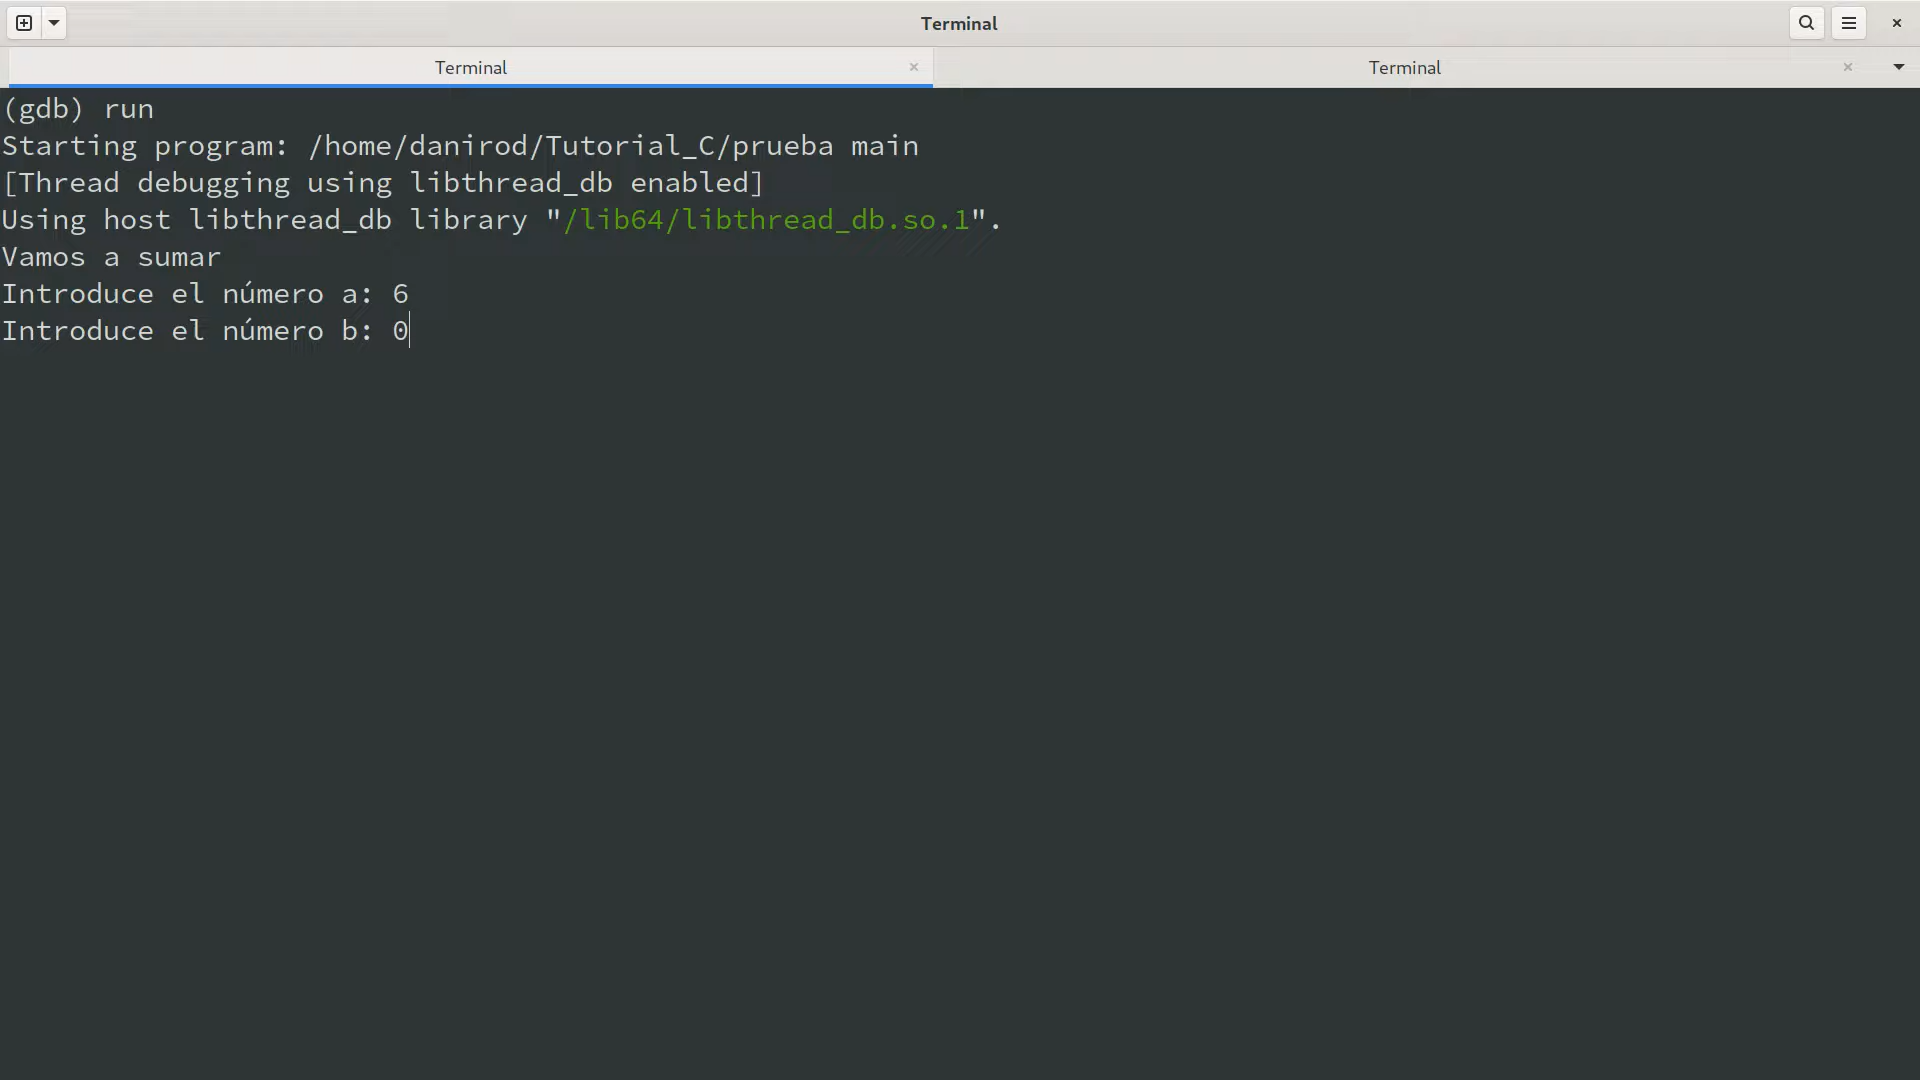 Terminal
Terminal
Terminal
(gdb) run
Starting program: /home/danirod/Tutorial_C/prueba main
[Thread debugging using libthread_db enabled]
Using host libthread_db library "/lib64/libthread_db.so.1".
Vamos a sumar
Introduce el número a: 6
Introduce el número b: 0